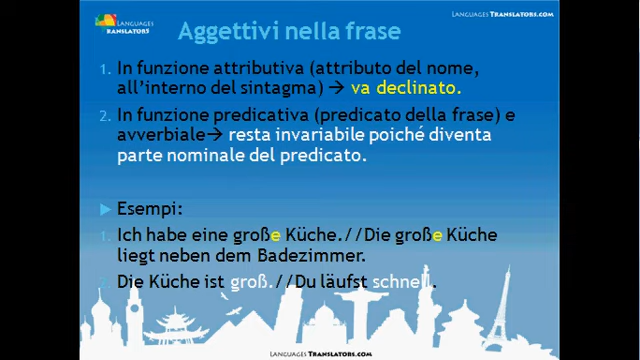 LANGUAGES
TRANSLATORS.COM
LANGUAGES TRANSLATORS.COM
Aggettivi nella frase
1. In funzione attributiva (attributo del nome,
all’interno del sintagma) → va declinato.
2. In funzione predicativa (predicato della frase) e
avverbiale→ resta invariabile poiché diventa
parte nominale del predicato.
Esempi:
1. Ich habe eine große Küche.//Die große Küche
liegt neben dem Badezimmer.
2. Die Küche ist groß.//Du läufst schnell.
LANGUAGES TRANSLATORS.COM